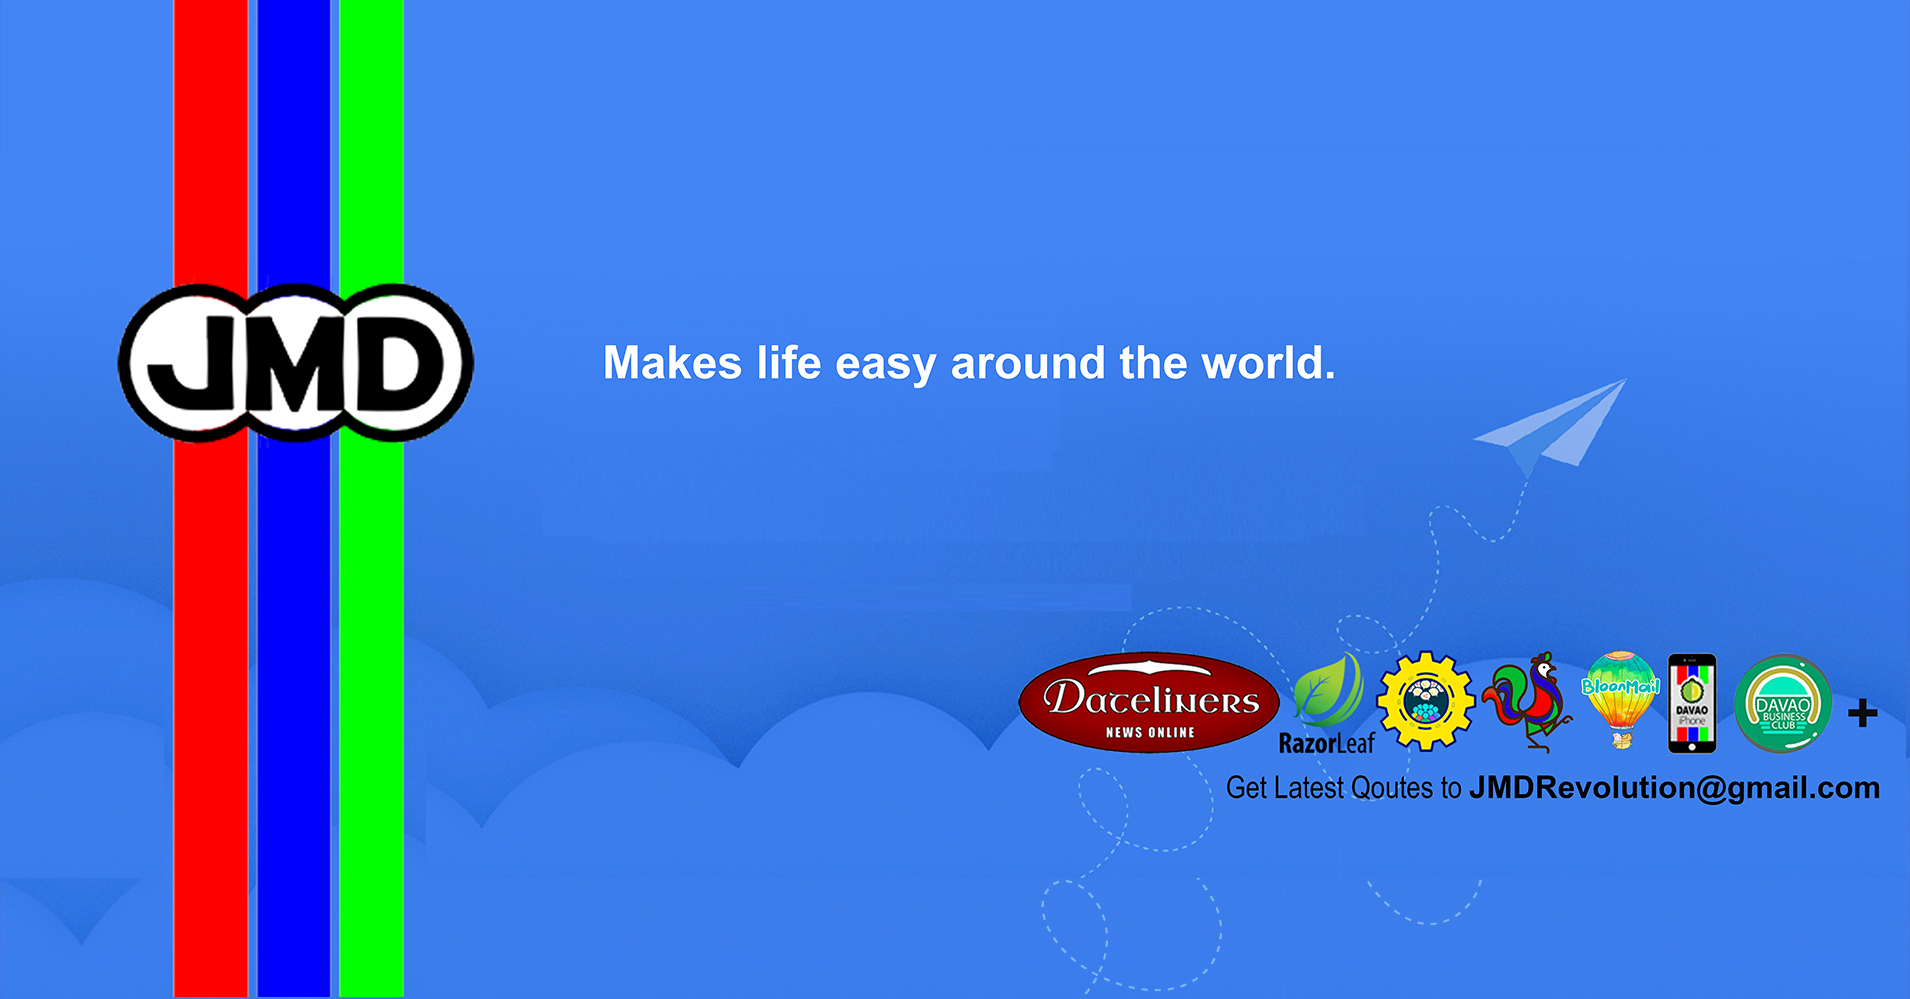 JMD
Makes life easy around the world.
Dateliners
NEWS ONLINE
RazorLeaf
BloonMail
DAVAO
iPhone
DAVAO
BUSINESS
CLUB
+
Get Latest Qoutes to JMDRevolution@gmail.com